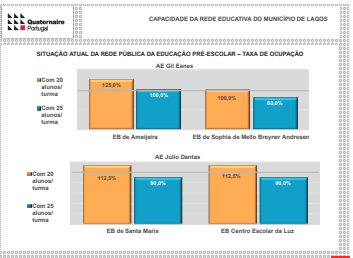 Quaternaire
Portugal
CAPACIDADE DA REDE EDUCATIVA DO MUNICÍPIO DE LAGOS
SITUAÇÃO ATUAL DA REDE PÚBLICA DA EDUCAÇÃO PRÉ-ESCOLAR – TAXA DE OCUPAÇÃO
AE Gil Eanes
Com 20
alunos/
turma
Com 25
alunos/
turma
125,0%
100,0%
100,0%
80,0%
EB de Ameijeira
EB de Sophia de Mello Breyner Andresen
AE Júlio Dantas
Com 20
alunos/
turma
Com 25
alunos/
turma
112,5%
90,0%
112,5%
90,0%
EB de Santa Maria
EB Centro Escolar da Luz